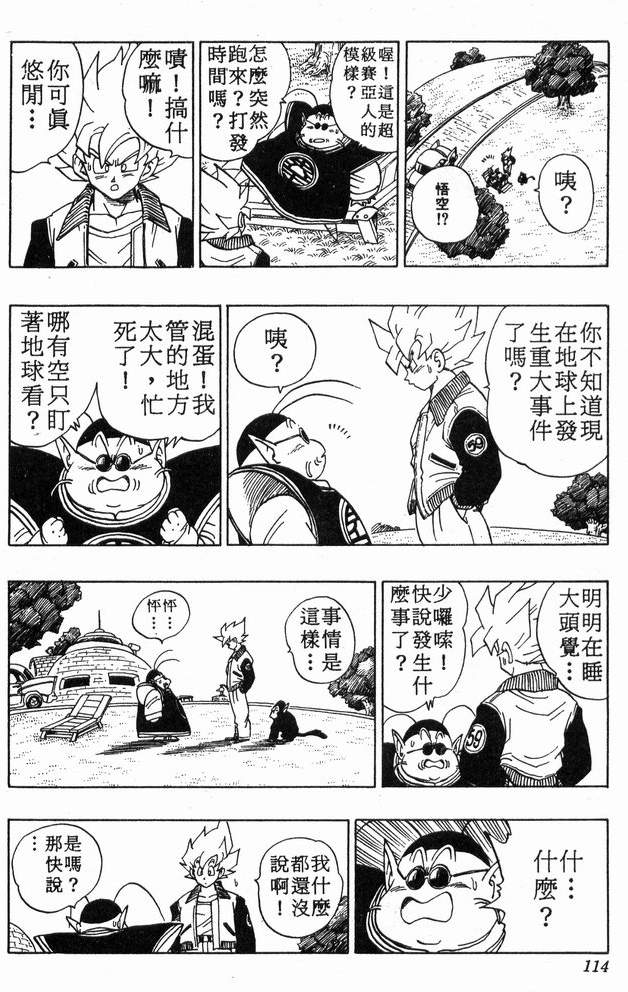 咦?
悟空!?
喔!這是超
級賽亞人的
模樣?
怎麼突然
跑來?打發
時間嗎?
嘖!搞什
麼嘛!
你可真
悠閒…
你不知道現
在地球上發
生重大事件
了嗎?
59
咦?
混蛋!我
管的地方
太大,忙
死了!
哪有空只盯
著地球看?
明明在睡
大頭覺…
少囉嗦!
快說發生什
麼事了?
59
事情是
這樣…
怦…
怦…
什…
什麼?
我什麼
都還沒
說啊!
是嗎?
那快說
…
114